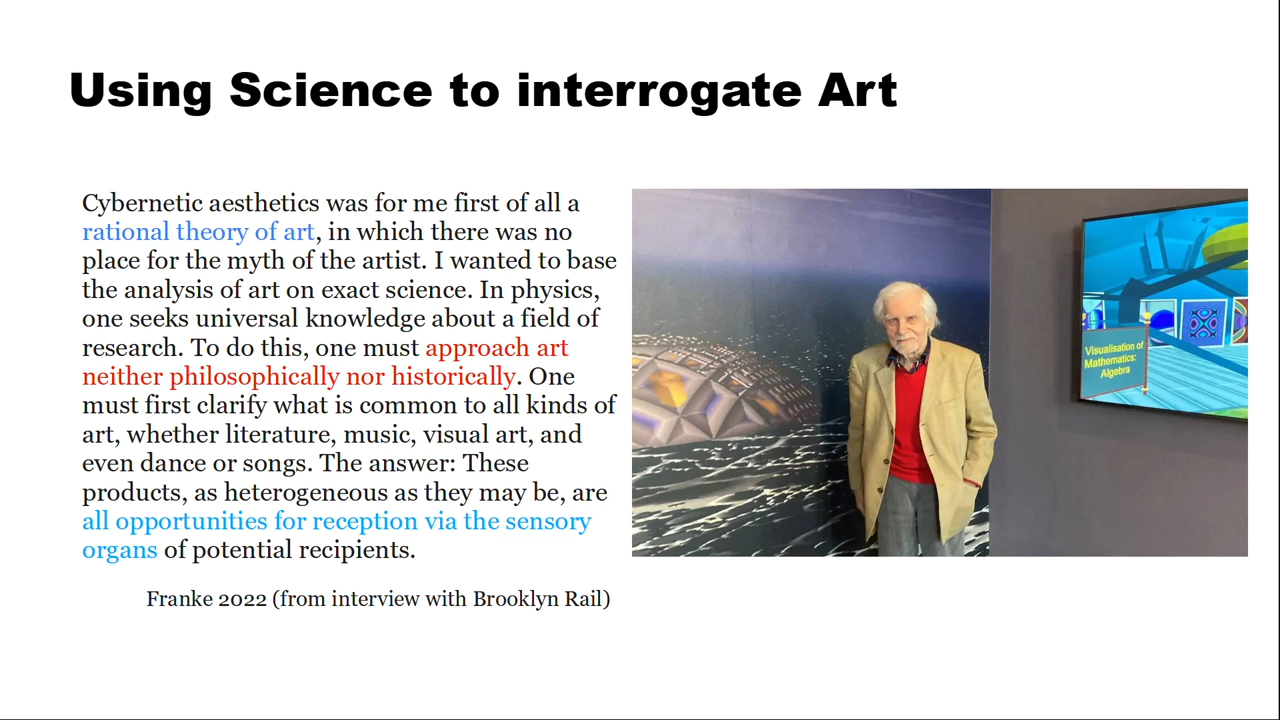 Using Science to interrogate Art
Cybernetic aesthetics was for me first of all a
rational theory of art, in which there was no
place for the myth of the artist. I wanted to base
the analysis of art on exact science. In physics,
one seeks universal knowledge about a field of
research. To do this, one must approach art
neither philosophically nor historically. One
must first clarify what is common to all kinds of
art, whether literature, music, visual art, and
even dance or songs. The answer: These
products, as heterogeneous as they may be, are
all opportunities for reception via the sensory
organs of potential recipients.
Franke 2022 (from interview with Brooklyn Rail)
Visualisation of
Mathematics:
Algebra